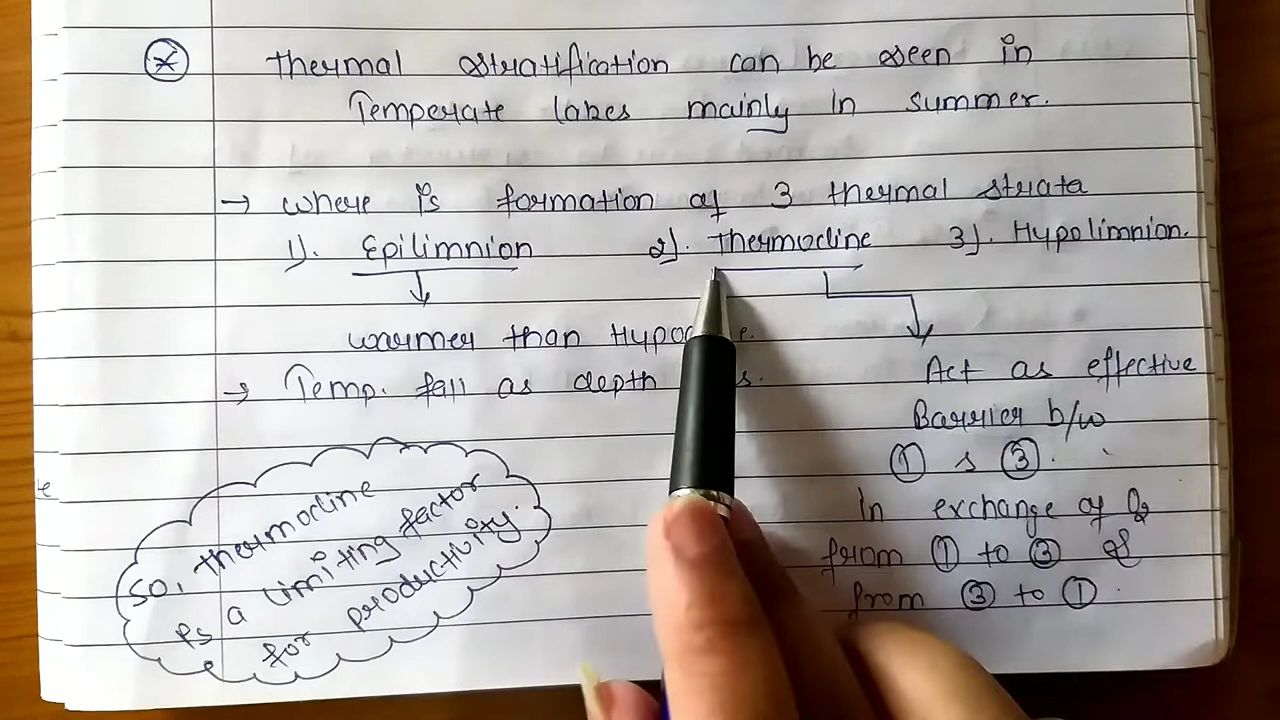 Thermal stratification can be seen in
Temperate lakes mainly in summer.
→ where is formation of 3 thermal strata
1). Epilimnion 2). Thermocline 3). Hypolimnion.
warmer than
→ Temp. fall as depth
Act as effective
Barrier b/w
① & ③.
In exchange of O2
from ① to ③ &
from ③ to ①.
So, thermocline
is a limiting factor
for productivity.